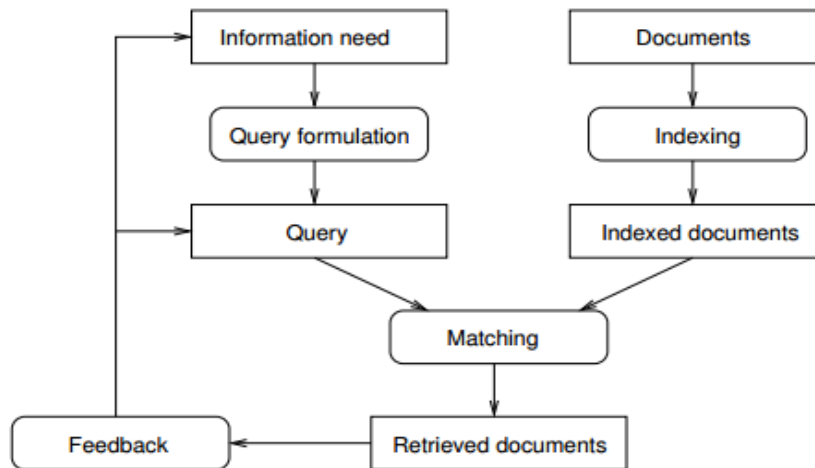 Information need
Documents
Query formulation
Indexing
Query
Indexed documents
Matching
Feedback
Retrieved documents